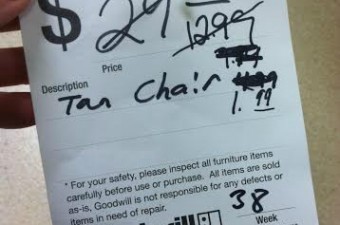 $ 29 12.99
Price
Description
Tan Chair 1.99
* For your safety, please inspect all furniture items
carefully before use or purchase. All items are sold
as-is, Goodwill is not responsible for any defects or
items in need of repair.
38
Week